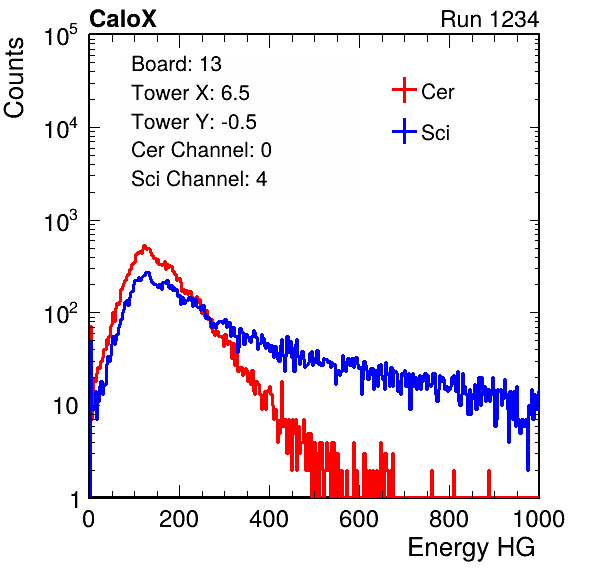 CaloX Run 1234
Counts
10^5
10^4
10^3
10^2
10
1
Board: 13
Tower X: 6.5
Tower Y: -0.5
Cer Channel: 0
Sci Channel: 4
Cer
Sci
0 200 400 600 800 1000
Energy HG